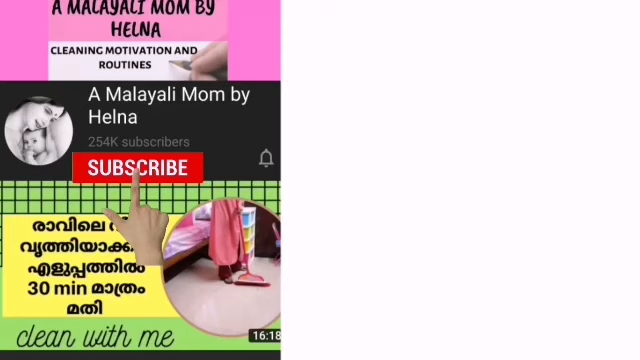 A MALAYALI MOM BY
HELNA
CLEANING MOTIVATION AND
ROUTINES
A Malayali Mom by
Helna
254K subscribers
SUBSCRIBE
രാവിലെ
എളുപ്പത്തിൽ
30 min മാത്രം
മതി
clean with me
16:18